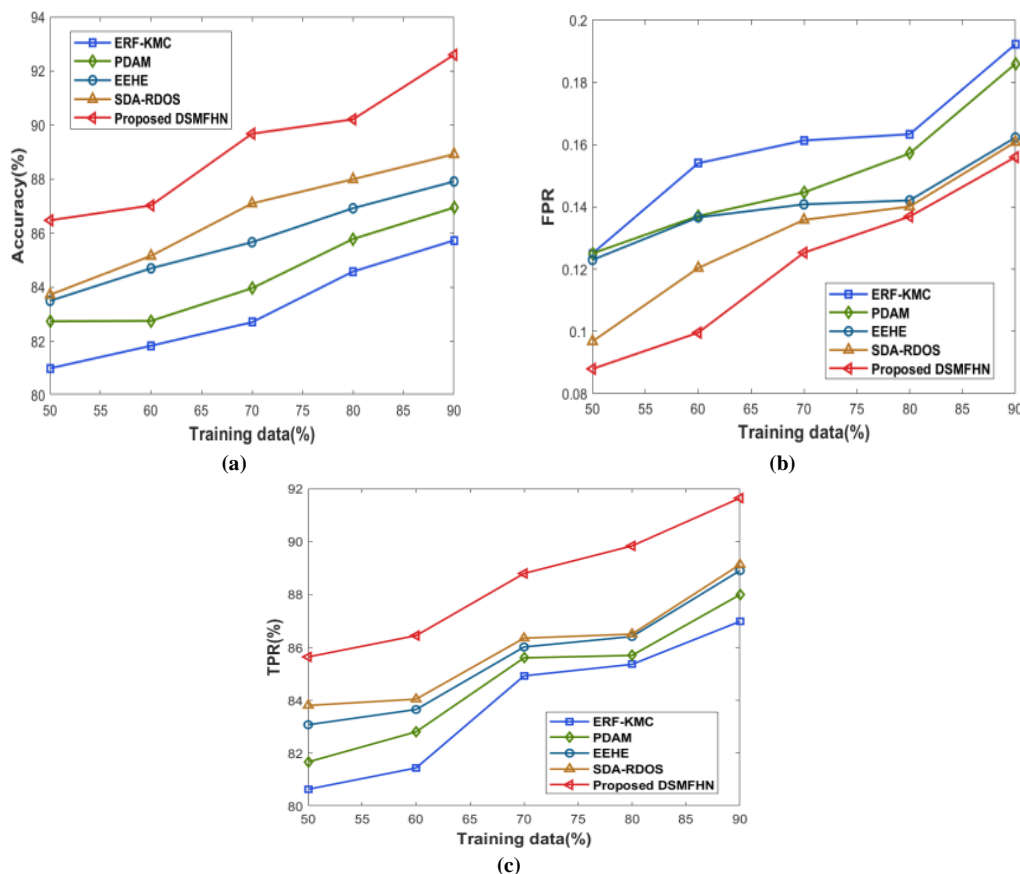 94
92
90
88
86
84
82
80
Accuracy(%)
ERF-KMC
PDAM
EEHE
SDA-RDOS
Proposed DSMFHN
50 55 60 65 70 75 80 85 90
Training data(%)
(a)
0.2
0.18
0.16
0.14
0.12
0.1
0.08
FPR
ERF-KMC
PDAM
EEHE
SDA-RDOS
Proposed DSMFHN
50 55 60 65 70 75 80 85 90
Training data(%)
(b)
92
90
88
86
84
82
80
TPR(%)
ERF-KMC
PDAM
EEHE
SDA-RDOS
Proposed DSMFHN
50 55 60 65 70 75 80 85 90
Training data(%)
(c)